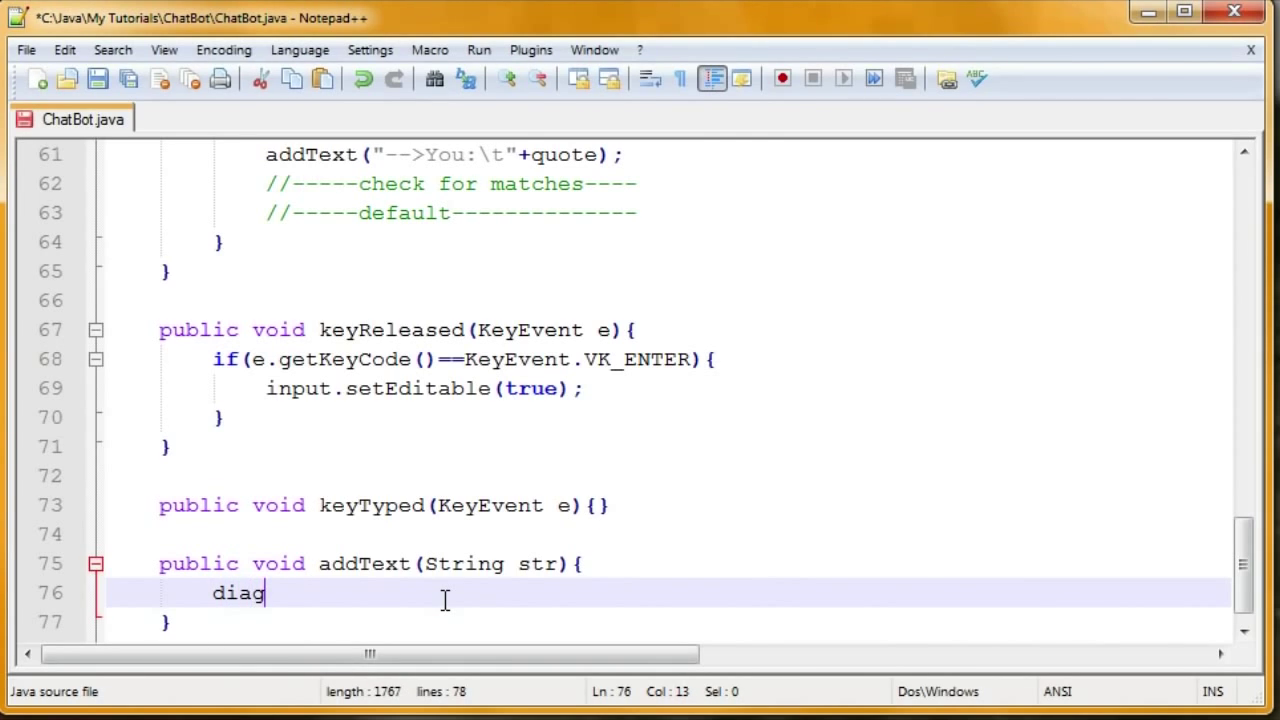 *C:\Java\My Tutorials\ChatBot\ChatBot.java - Notepad++
File Edit Search View Encoding Language Settings Macro Run Plugins Window ? X
ABC
ChatBot.java
61 addText("-->You:\t"+quote);
62 //-----check for matches----
63 //-----default--------------
64 }
65 }
66
67 public void keyReleased(KeyEvent e){
68 if(e.getKeyCode()==KeyEvent.VK_ENTER){
69 input.setEditable(true);
70 }
71 }
72
73 public void keyTyped(KeyEvent e){}
74
75 public void addText(String str){
76 diag
77 }
Java source file length : 1767 lines : 78 Ln : 76 Col : 13 Sel : 0 Dos\Windows ANSI INS